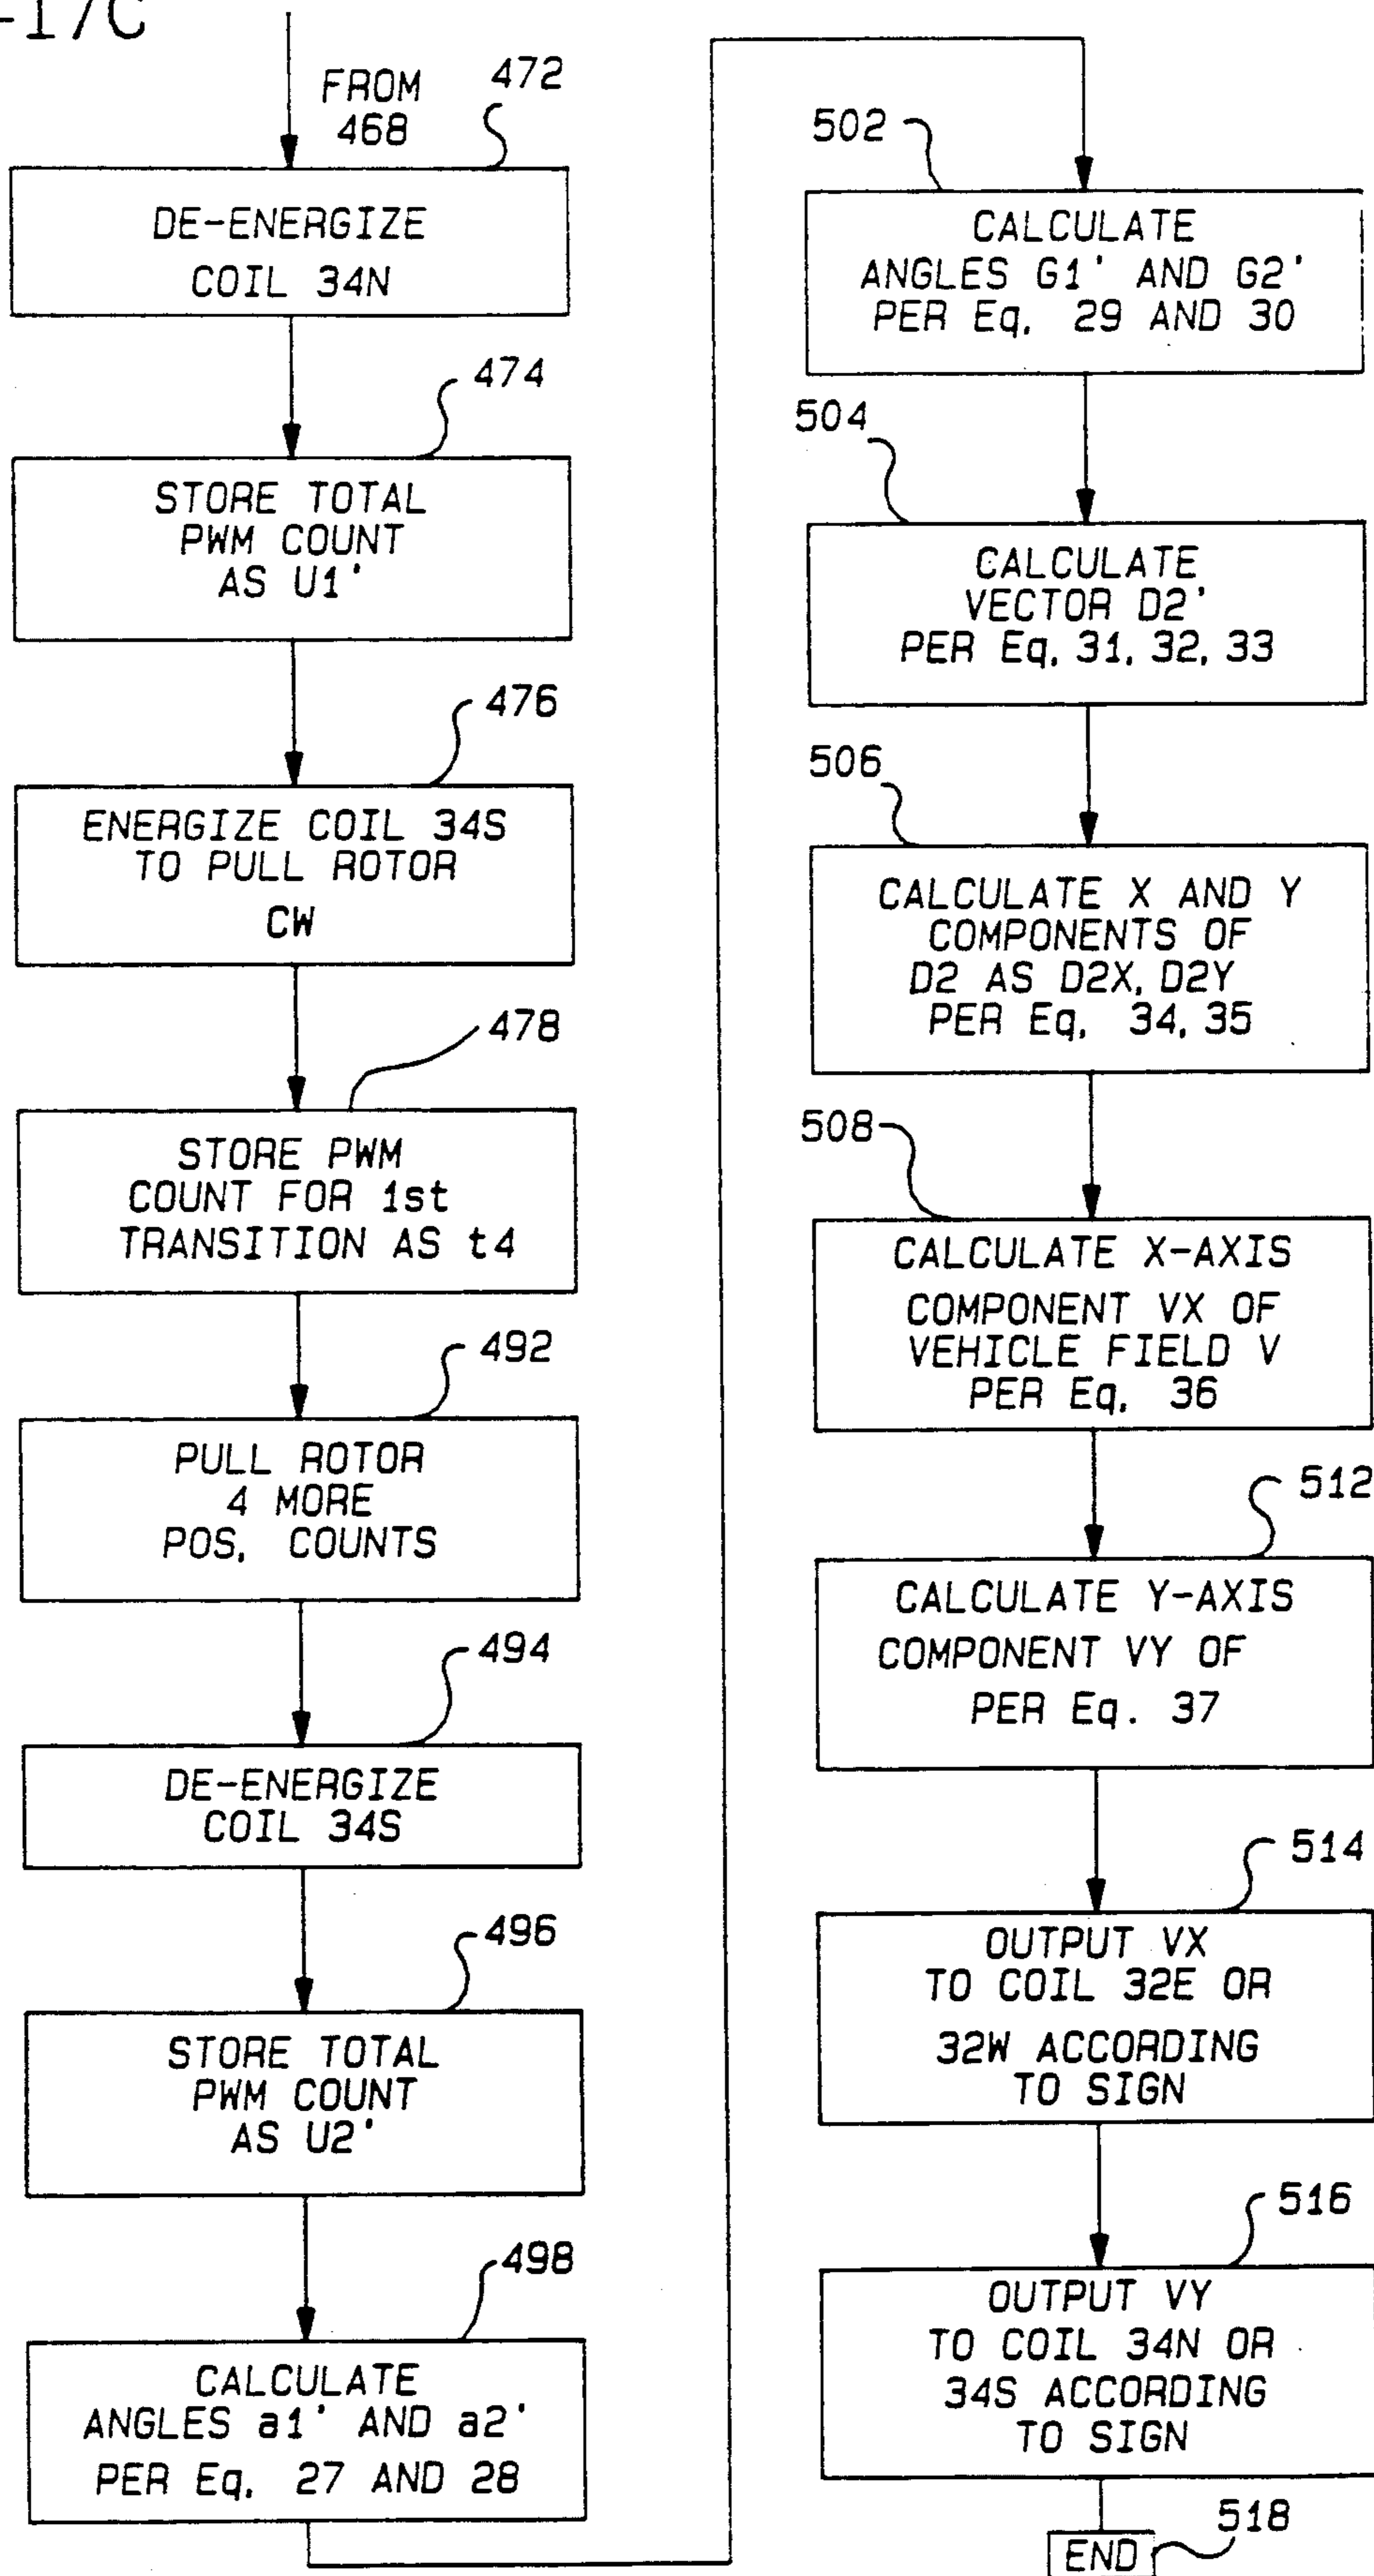 -17C
FROM
468
472
DE-ENERGIZE
COIL 34N
474
STORE TOTAL
PWM COUNT
AS U1'
476
ENERGIZE COIL 34S
TO PULL ROTOR
CW
478
STORE PWM
COUNT FOR 1st
TRANSITION AS t4
492
PULL ROTOR
4 MORE
POS. COUNTS
494
DE-ENERGIZE
COIL 34S
496
STORE TOTAL
PWM COUNT
AS U2'
498
CALCULATE
ANGLES a1' AND a2'
PER Eq. 27 AND 28
502
CALCULATE
ANGLES G1' AND G2'
PER Eq. 29 AND 30
504
CALCULATE
VECTOR D2'
PER Eq. 31, 32, 33
506
CALCULATE X AND Y
COMPONENTS OF
D2 AS D2X, D2Y
PER Eq. 34, 35
508
CALCULATE X-AXIS
COMPONENT VX OF
VEHICLE FIELD V
PER Eq. 36
512
CALCULATE Y-AXIS
COMPONENT VY OF
PER Eq. 37
514
OUTPUT VX
TO COIL 32E OR
32W ACCORDING
TO SIGN
516
OUTPUT VY
TO COIL 34N OR
34S ACCORDING
TO SIGN
518
END